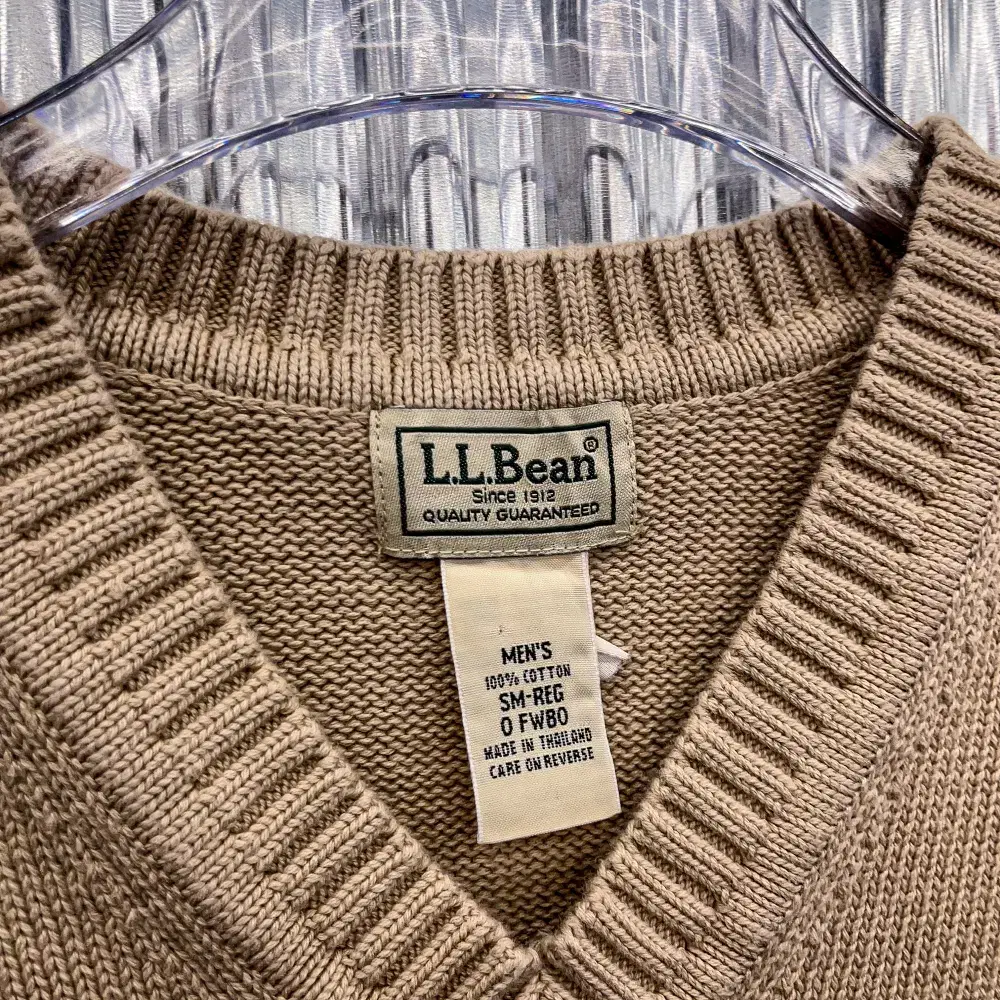 L.L.Bean®
Since 1912
QUALITY GUARANTEED
MEN'S
100% COTTON
SM-REG
0 FWB0
MADE IN THAILAND
CARE ON REVERSE